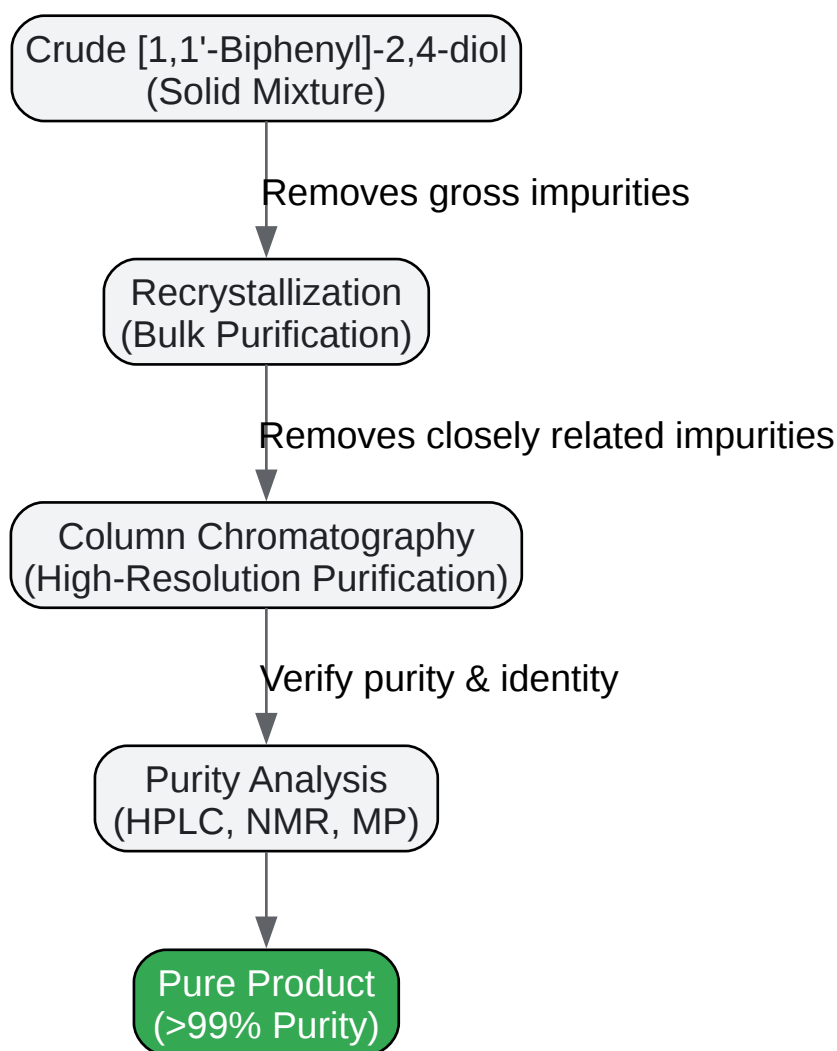 Crude [1,1'-Biphenyl]-2,4-diol
(Solid Mixture)
Removes gross impurities
Recrystallization
(Bulk Purification)
Removes closely related impurities
Column Chromatography
(High-Resolution Purification)
Verify purity & identity
Purity Analysis
(HPLC, NMR, MP)
Pure Product
(>99% Purity)